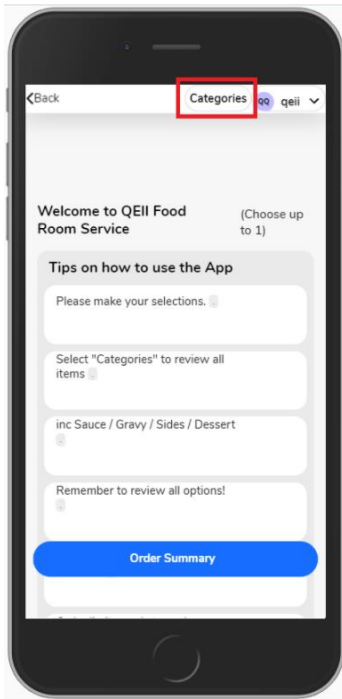 Back
Categories
QQ
qeii
Welcome to QEII Food
Room Service
(Choose up
to 1)
Tips on how to use the App
Please make your selections.
Select "Categories" to review all
items
inc Sauce / Gravy / Sides / Dessert
Remember to review all options!
Order Summary